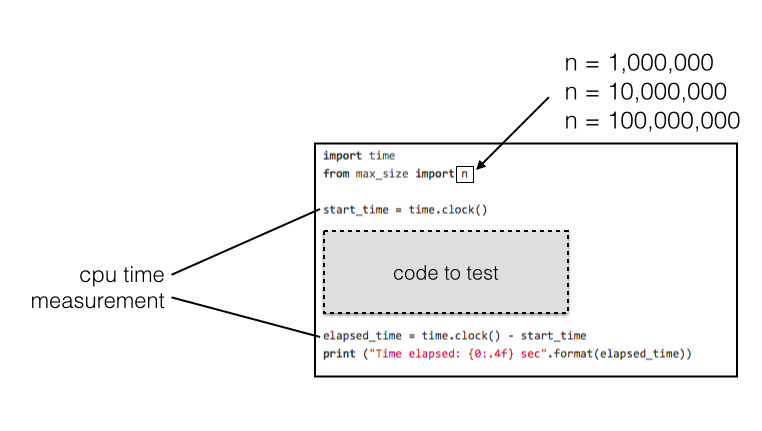 n = 1,000,000
n = 10,000,000
n = 100,000,000
import time
from max_size import n
start_time = time.clock()
code to test
cpu time
measurement
elapsed_time = time.clock() - start_time
print ("Time elapsed: {0:.4f} sec".format(elapsed_time))